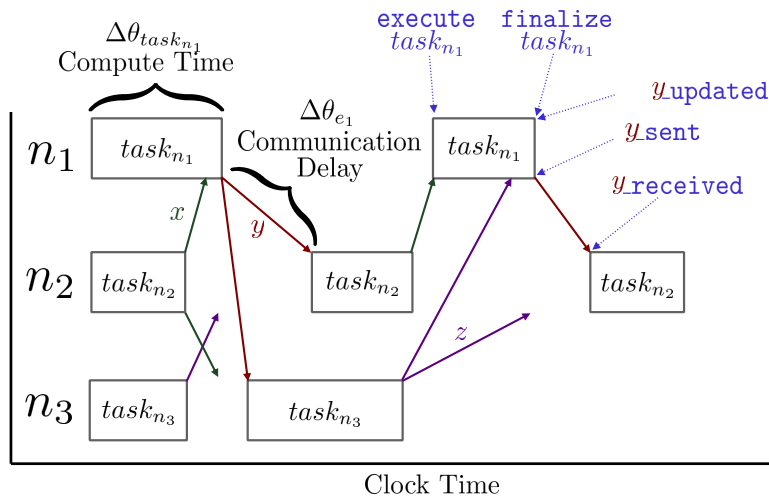 execute
task_{n_1}
finalize
task_{n_1}
Δθ_{task_{n_1}}
Compute Time
y_updated
Δθ_{e_1}
Communication
Delay
y_sent
n_1
task_{n_1}
task_{n_1}
y_received
x
y
n_2
task_{n_2}
task_{n_2}
task_{n_2}
z
n_3
task_{n_3}
task_{n_3}
Clock Time